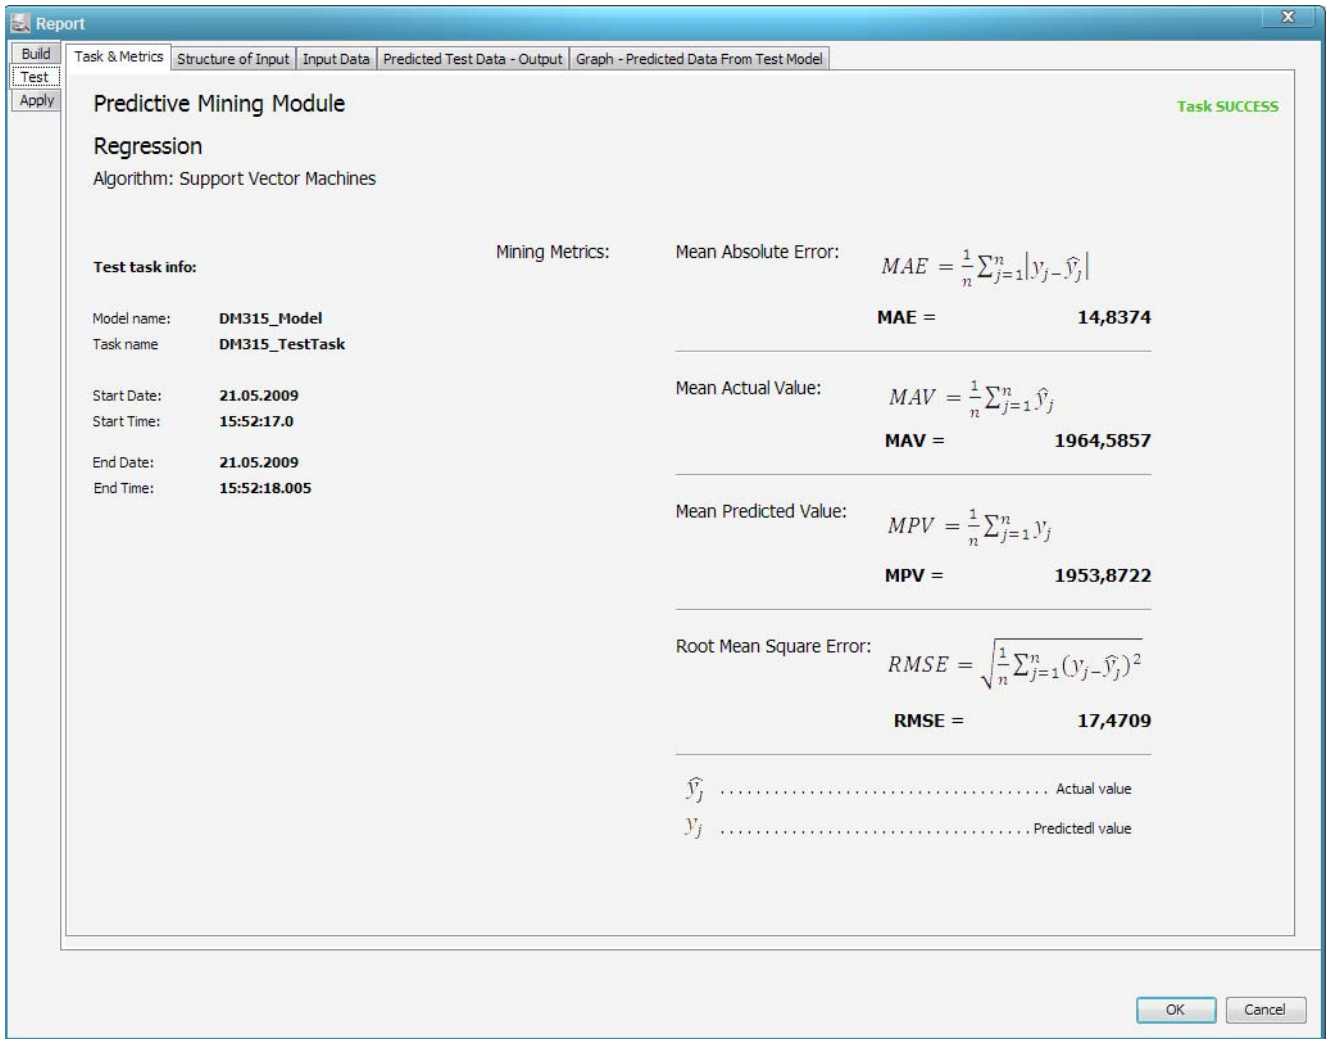 Report
X
Build
Test
Apply
Task & Metrics Structure of Input Input Data Predicted Test Data - Output Graph - Predicted Data From Test Model
Predictive Mining Module
Task SUCCESS
Regression
Algorithm: Support Vector Machines
Test task info:
Model name: DM315_Model
Task name DM315_TestTask
Start Date: 21.05.2009
Start Time: 15:52:17.0
End Date: 21.05.2009
End Time: 15:52:18.005
Mining Metrics:
Mean Absolute Error: MAE = 1/n ∑ⁿ_{j=1} |y_j − ŷ_j|
MAE = 14,8374
Mean Actual Value: MAV = 1/n ∑ⁿ_{j=1} ŷ_j
MAV = 1964,5857
Mean Predicted Value: MPV = 1/n ∑ⁿ_{j=1} y_j
MPV = 1953,8722
Root Mean Square Error: RMSE = √(1/n ∑ⁿ_{j=1} (y_j − ŷ_j)²)
RMSE = 17,4709
ŷ_j ..................................... Actual value
y_j ................................... Predictedl value
OK Cancel